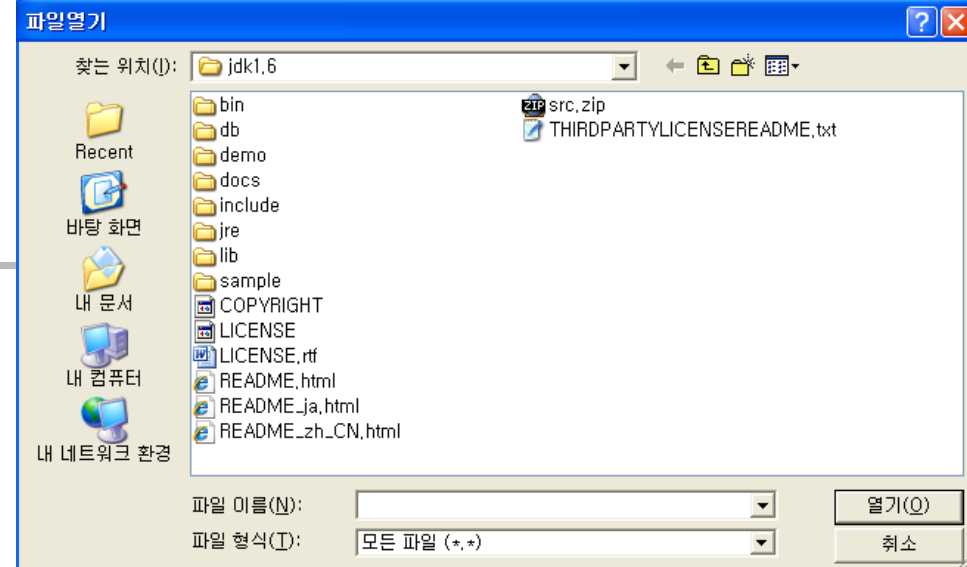 파일열기
찾는 위치(I):
jdk1.6
Recent
바탕 화면
내 문서
내 컴퓨터
내 네트워크 환경
bin
db
demo
docs
include
jre
lib
sample
COPYRIGHT
LICENSE
LICENSE.rtf
README.html
README_ja.html
README_zh_CN.html
ZIP
src.zip
THIRDPARTYLICENSEREADME.txt
파일 이름(N):
열기(O)
파일 형식(T):
모든 파일 (*.*)
취소